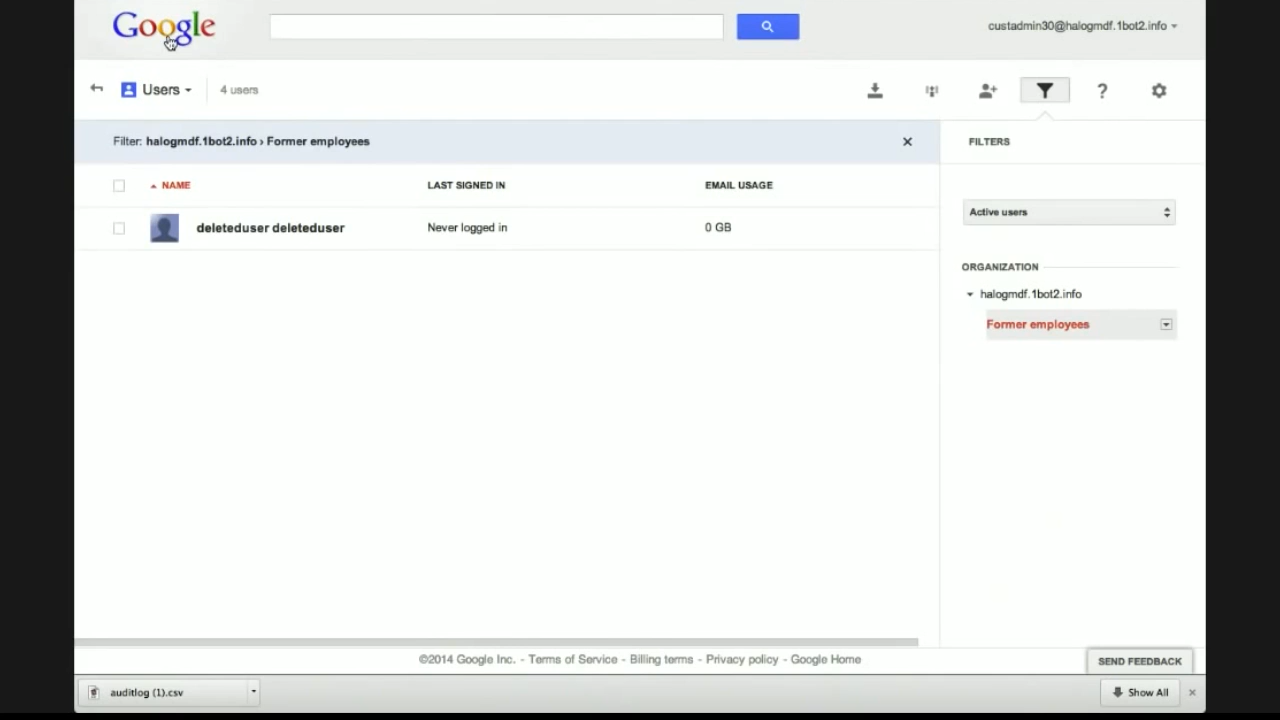 Google
custadmin30@halogmdf.1bot2.info
Users
4 users
?
Filter: halogmdf.1bot2.info › Former employees
FILTERS
NAME LAST SIGNED IN EMAIL USAGE
deleteduser deleteduser Never logged in 0 GB
Active users
ORGANIZATION
halogmdf.1bot2.info
Former employees
©2014 Google Inc. - Terms of Service - Billing terms - Privacy policy - Google Home
SEND FEEDBACK
auditlog (1).csv
Show All